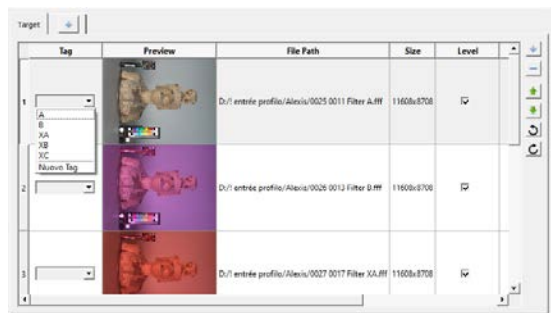 Target
Tag Preview File Path Size Level
1 D:/! entrée profilo/Alexis/0025 0011 Filter A.fff 11608x8708
A
B
XA
XB
XC
Nuovo Tag
2 D:/! entrée profilo/Alexis/0026 0013 Filter B.fff 11608x8708
3 D:/! entrée profilo/Alexis/0027 0017 Filter XA.fff 11608x8708